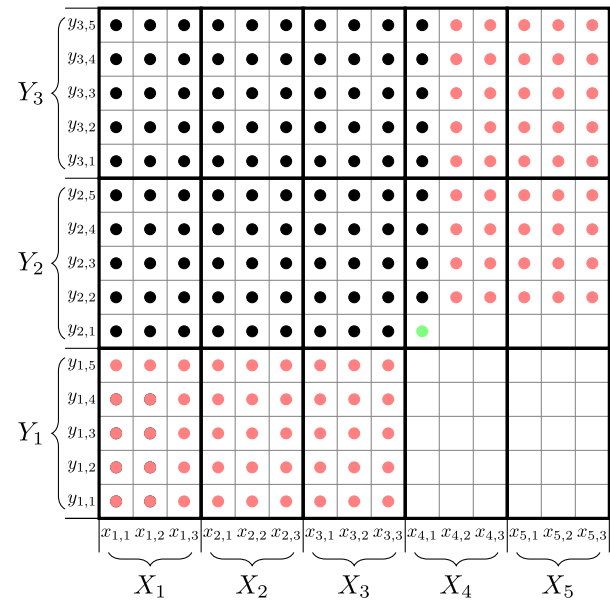 y3,5
y3,4
Y3 y3,3
y3,2
y3,1
y2,5
y2,4
Y2 y2,3
y2,2
y2,1
y1,5
y1,4
Y1 y1,3
y1,2
y1,1
x1,1 x1,2 x1,3 x2,1 x2,2 x2,3 x3,1 x3,2 x3,3 x4,1 x4,2 x4,3 x5,1 x5,2 x5,3
X1 X2 X3 X4 X5